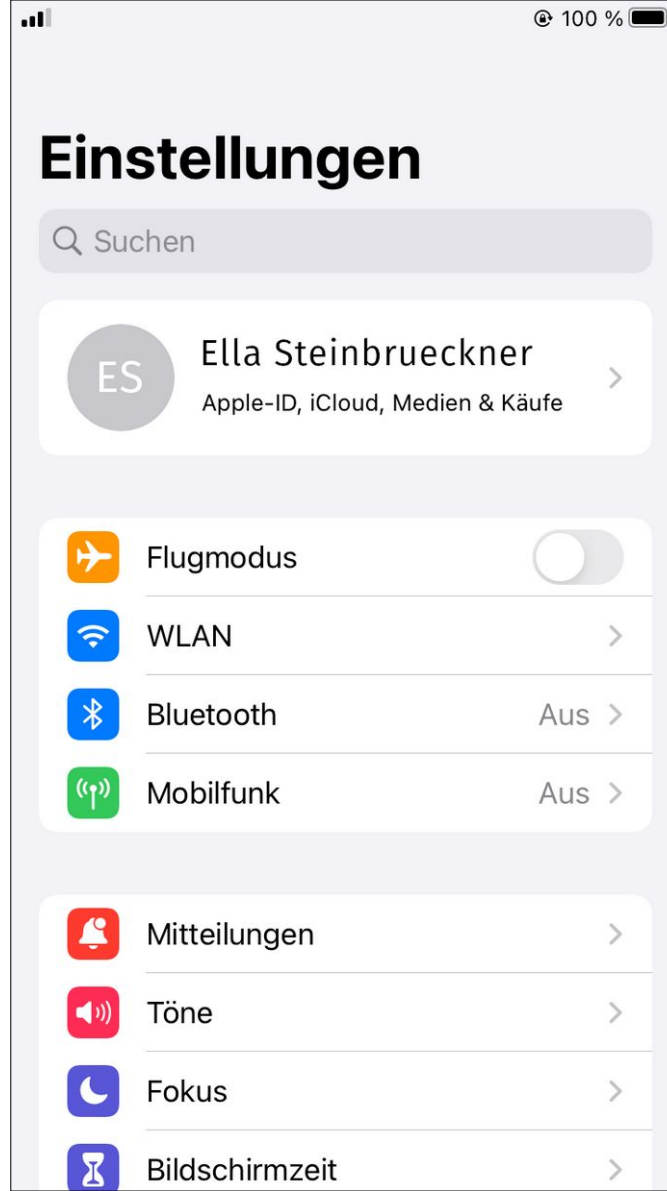 100 %
Einstellungen
Suchen
ES
Ella Steinbrueckner
Apple-ID, iCloud, Medien & Käufe
Flugmodus
WLAN
Bluetooth Aus
Mobilfunk Aus
Mitteilungen
Töne
Fokus
Bildschirmzeit